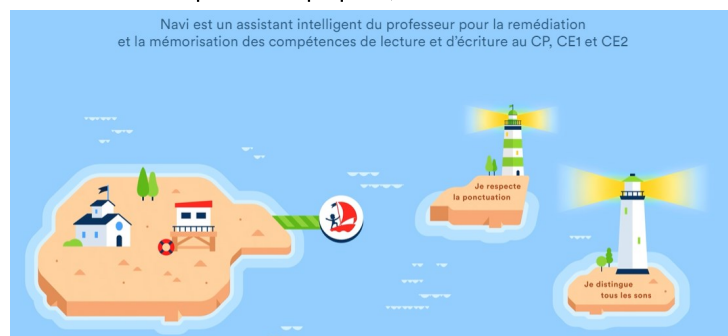 Navi est un assistant intelligent du professeur pour la remédiation
et la mémorisation des compétences de lecture et d'écriture au CP, CE1 et CE2
Je respecte
la ponctuation
Je distingue
tous les sons